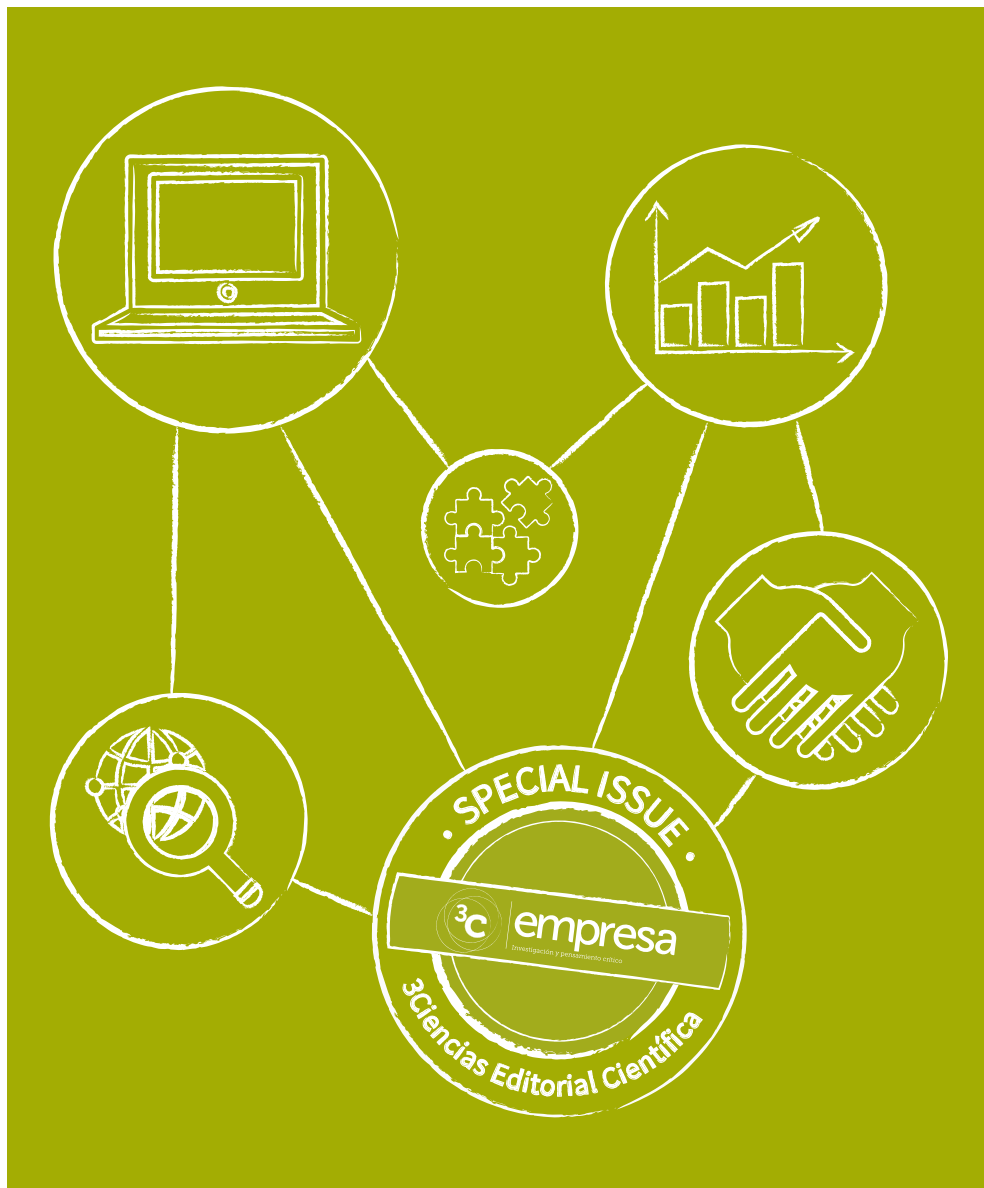 • SPECIAL ISSUE •
3c empresa
Investigación y pensamiento crítico
3Ciencias Editorial Científica